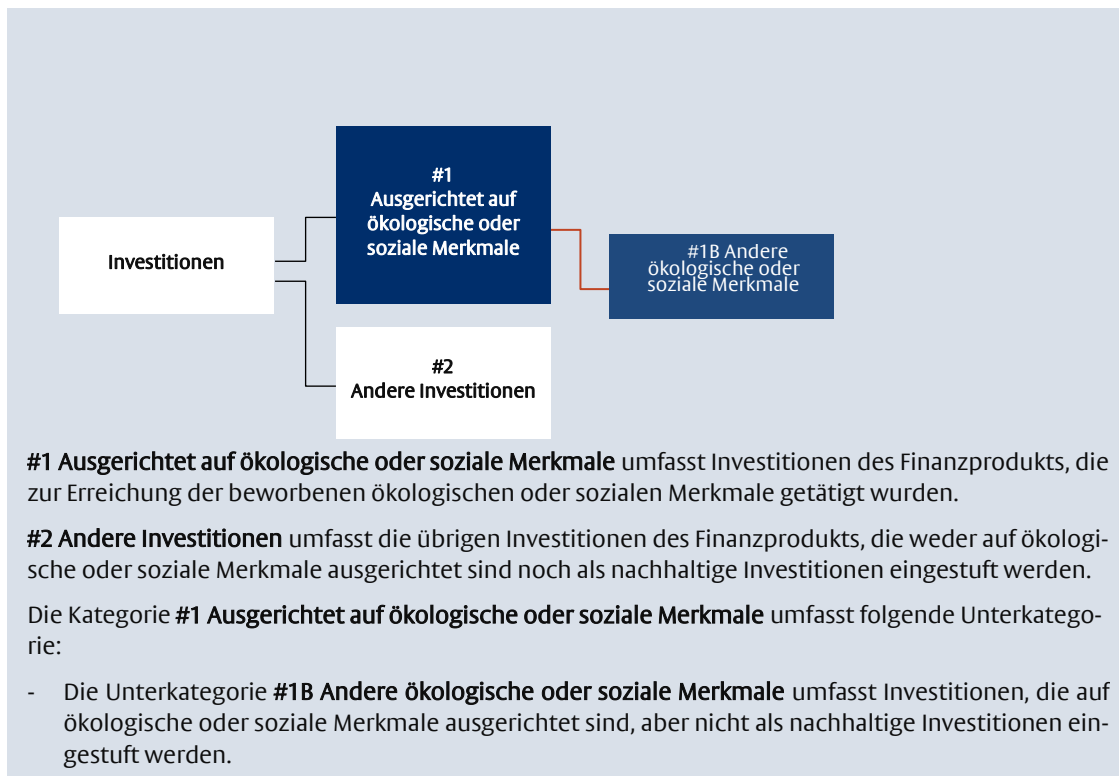 #1
Ausgerichtet auf
ökologische oder
soziale Merkmale
Investitionen
#1B Andere
ökologische oder
soziale Merkmale
#2
Andere Investitionen
#1 Ausgerichtet auf ökologische oder soziale Merkmale umfasst Investitionen des Finanzprodukts, die
zur Erreichung der beworbenen ökologischen oder sozialen Merkmale getätigt wurden.
#2 Andere Investitionen umfasst die übrigen Investitionen des Finanzprodukts, die weder auf ökologi-
sche oder soziale Merkmale ausgerichtet sind noch als nachhaltige Investitionen eingestuft werden.
Die Kategorie #1 Ausgerichtet auf ökologische oder soziale Merkmale umfasst folgende Unterkatego-
rie:
- Die Unterkategorie #1B Andere ökologische oder soziale Merkmale umfasst Investitionen, die auf
ökologische oder soziale Merkmale ausgerichtet sind, aber nicht als nachhaltige Investitionen ein-
gestuft werden.